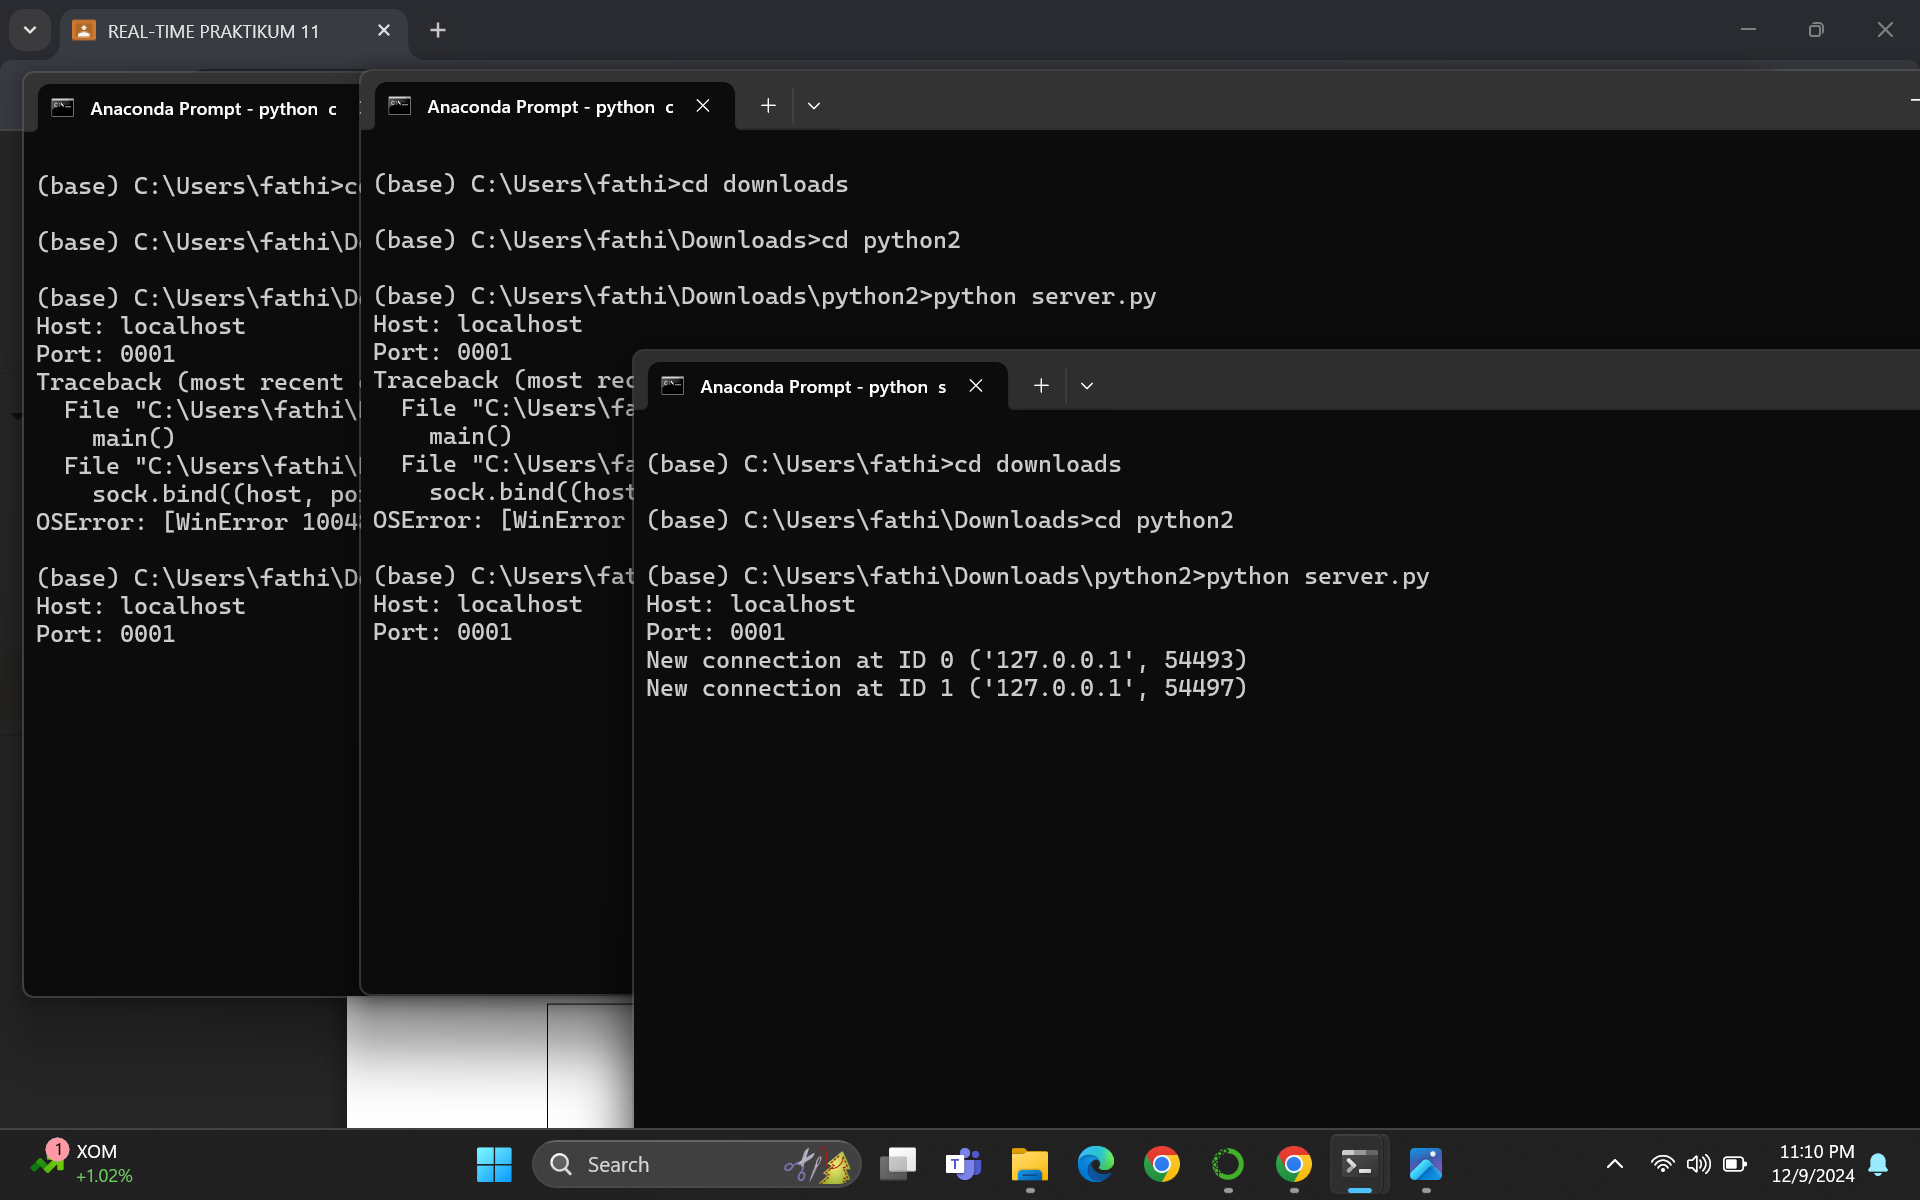 REAL-TIME PRAKTIKUM 11
Anaconda Prompt - python c
(base) C:\Users\fathi>c
(base) C:\Users\fathi\D
(base) C:\Users\fathi\D
Host: localhost
Port: 0001
Traceback (most recent
File "C:\Users\fathi\
main()
File "C:\Users\fathi\
sock.bind((host, po
OSError: [WinError 1004
(base) C:\Users\fathi\D
Host: localhost
Port: 0001
Anaconda Prompt - python c
(base) C:\Users\fathi>cd downloads
(base) C:\Users\fathi\Downloads>cd python2
(base) C:\Users\fathi\Downloads\python2>python server.py
Host: localhost
Port: 0001
Traceback (most rec
File "C:\Users\fa
main()
File "C:\Users\fa
sock.bind((host
OSError: [WinError
(base) C:\Users\fat
Host: localhost
Port: 0001
Anaconda Prompt - python s
(base) C:\Users\fathi>cd downloads
(base) C:\Users\fathi\Downloads>cd python2
(base) C:\Users\fathi\Downloads\python2>python server.py
Host: localhost
Port: 0001
New connection at ID 0 ('127.0.0.1', 54493)
New connection at ID 1 ('127.0.0.1', 54497)
1
XOM
+1.02%
Search
11:10 PM
12/9/2024